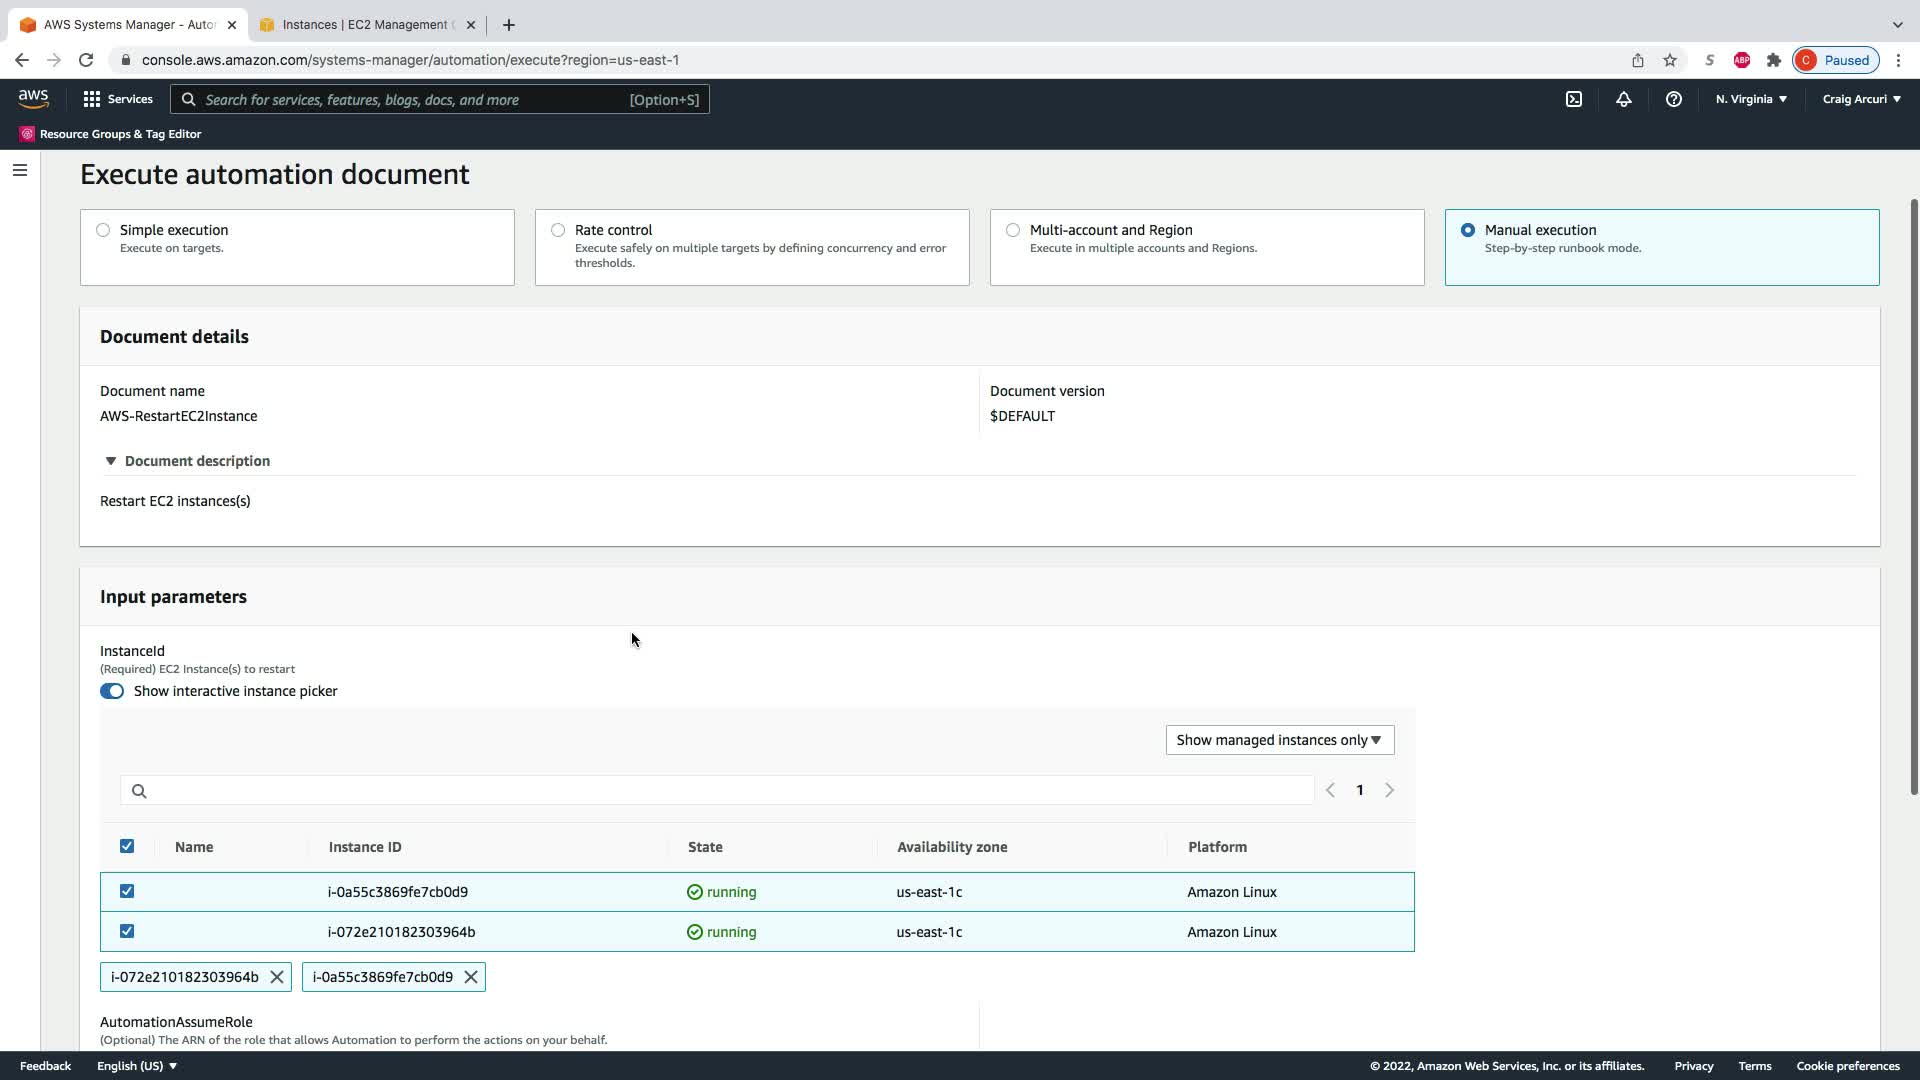 AWS Systems Manager - Auto
Instances | EC2 Management C
console.aws.amazon.com/systems-manager/automation/execute?region=us-east-1
S
ABP
C
Paused
aws
Services
Search for services, features, blogs, docs, and more
[Option+S]
N. Virginia
Craig Arcuri
Resource Groups & Tag Editor
Execute automation document
Simple execution
Execute on targets.
Rate control
Execute safely on multiple targets by defining concurrency and error
thresholds.
Multi-account and Region
Execute in multiple accounts and Regions.
Manual execution
Step-by-step runbook mode.
Document details
Document name
AWS-RestartEC2Instance
Document version
$DEFAULT
Document description
Restart EC2 instances(s)
Input parameters
InstanceId
(Required) EC2 Instance(s) to restart
Show interactive instance picker
Show managed instances only
1
Name Instance ID State Availability zone Platform
i-0a55c3869fe7cb0d9 running us-east-1c Amazon Linux
i-072e210182303964b running us-east-1c Amazon Linux
i-072e210182303964b i-0a55c3869fe7cb0d9
AutomationAssumeRole
(Optional) The ARN of the role that allows Automation to perform the actions on your behalf.
Feedback English (US) © 2022, Amazon Web Services, Inc. or its affiliates. Privacy Terms Cookie preferences